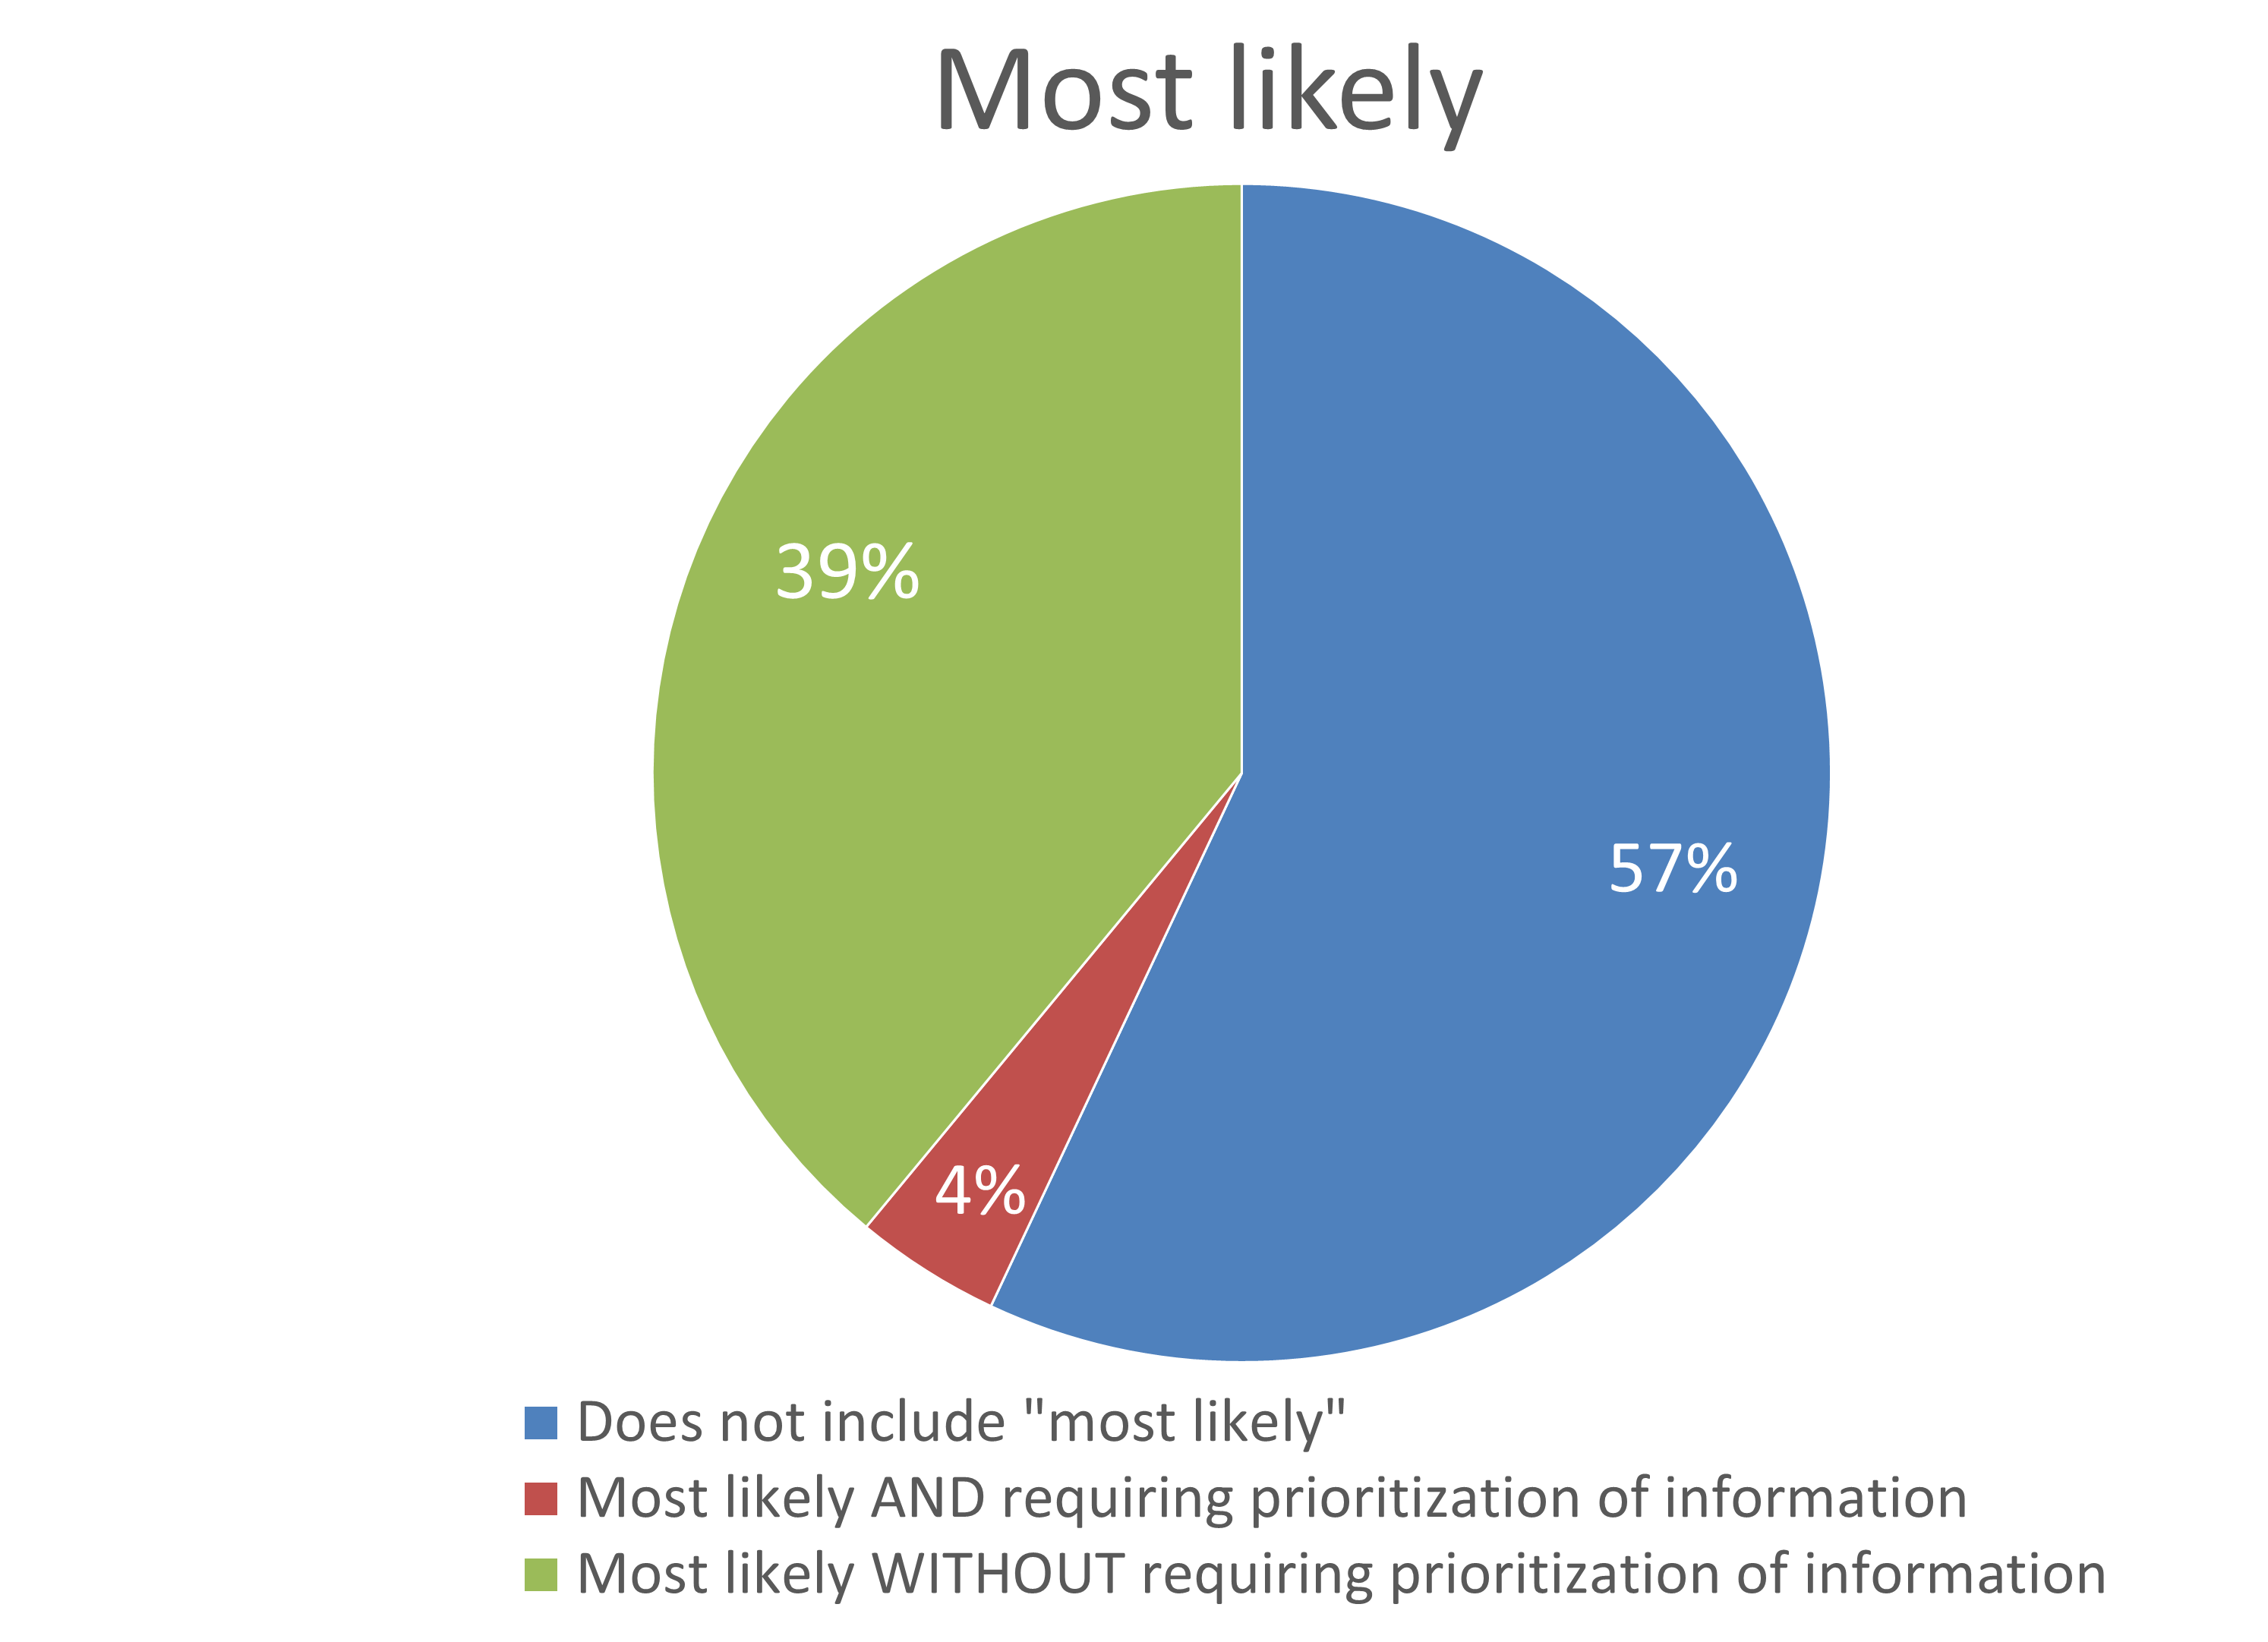 Most likely
39%
57%
4%
Does not include "most likely"
Most likely AND requiring prioritization of information
Most likely WITHOUT requiring prioritization of information